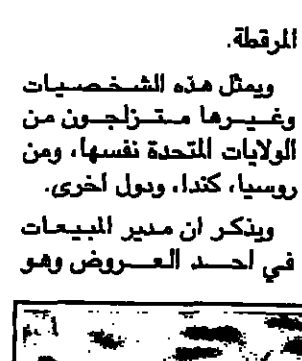 المرقطة.
ويمثل هذه الشخصيات
وغيرها متزلجون من
الولايات المتحدة نفسها، ومن
روسيا، كندا، ودول اخرى.
ويذكر ان مدير المبيعات
في احد العروض وهو